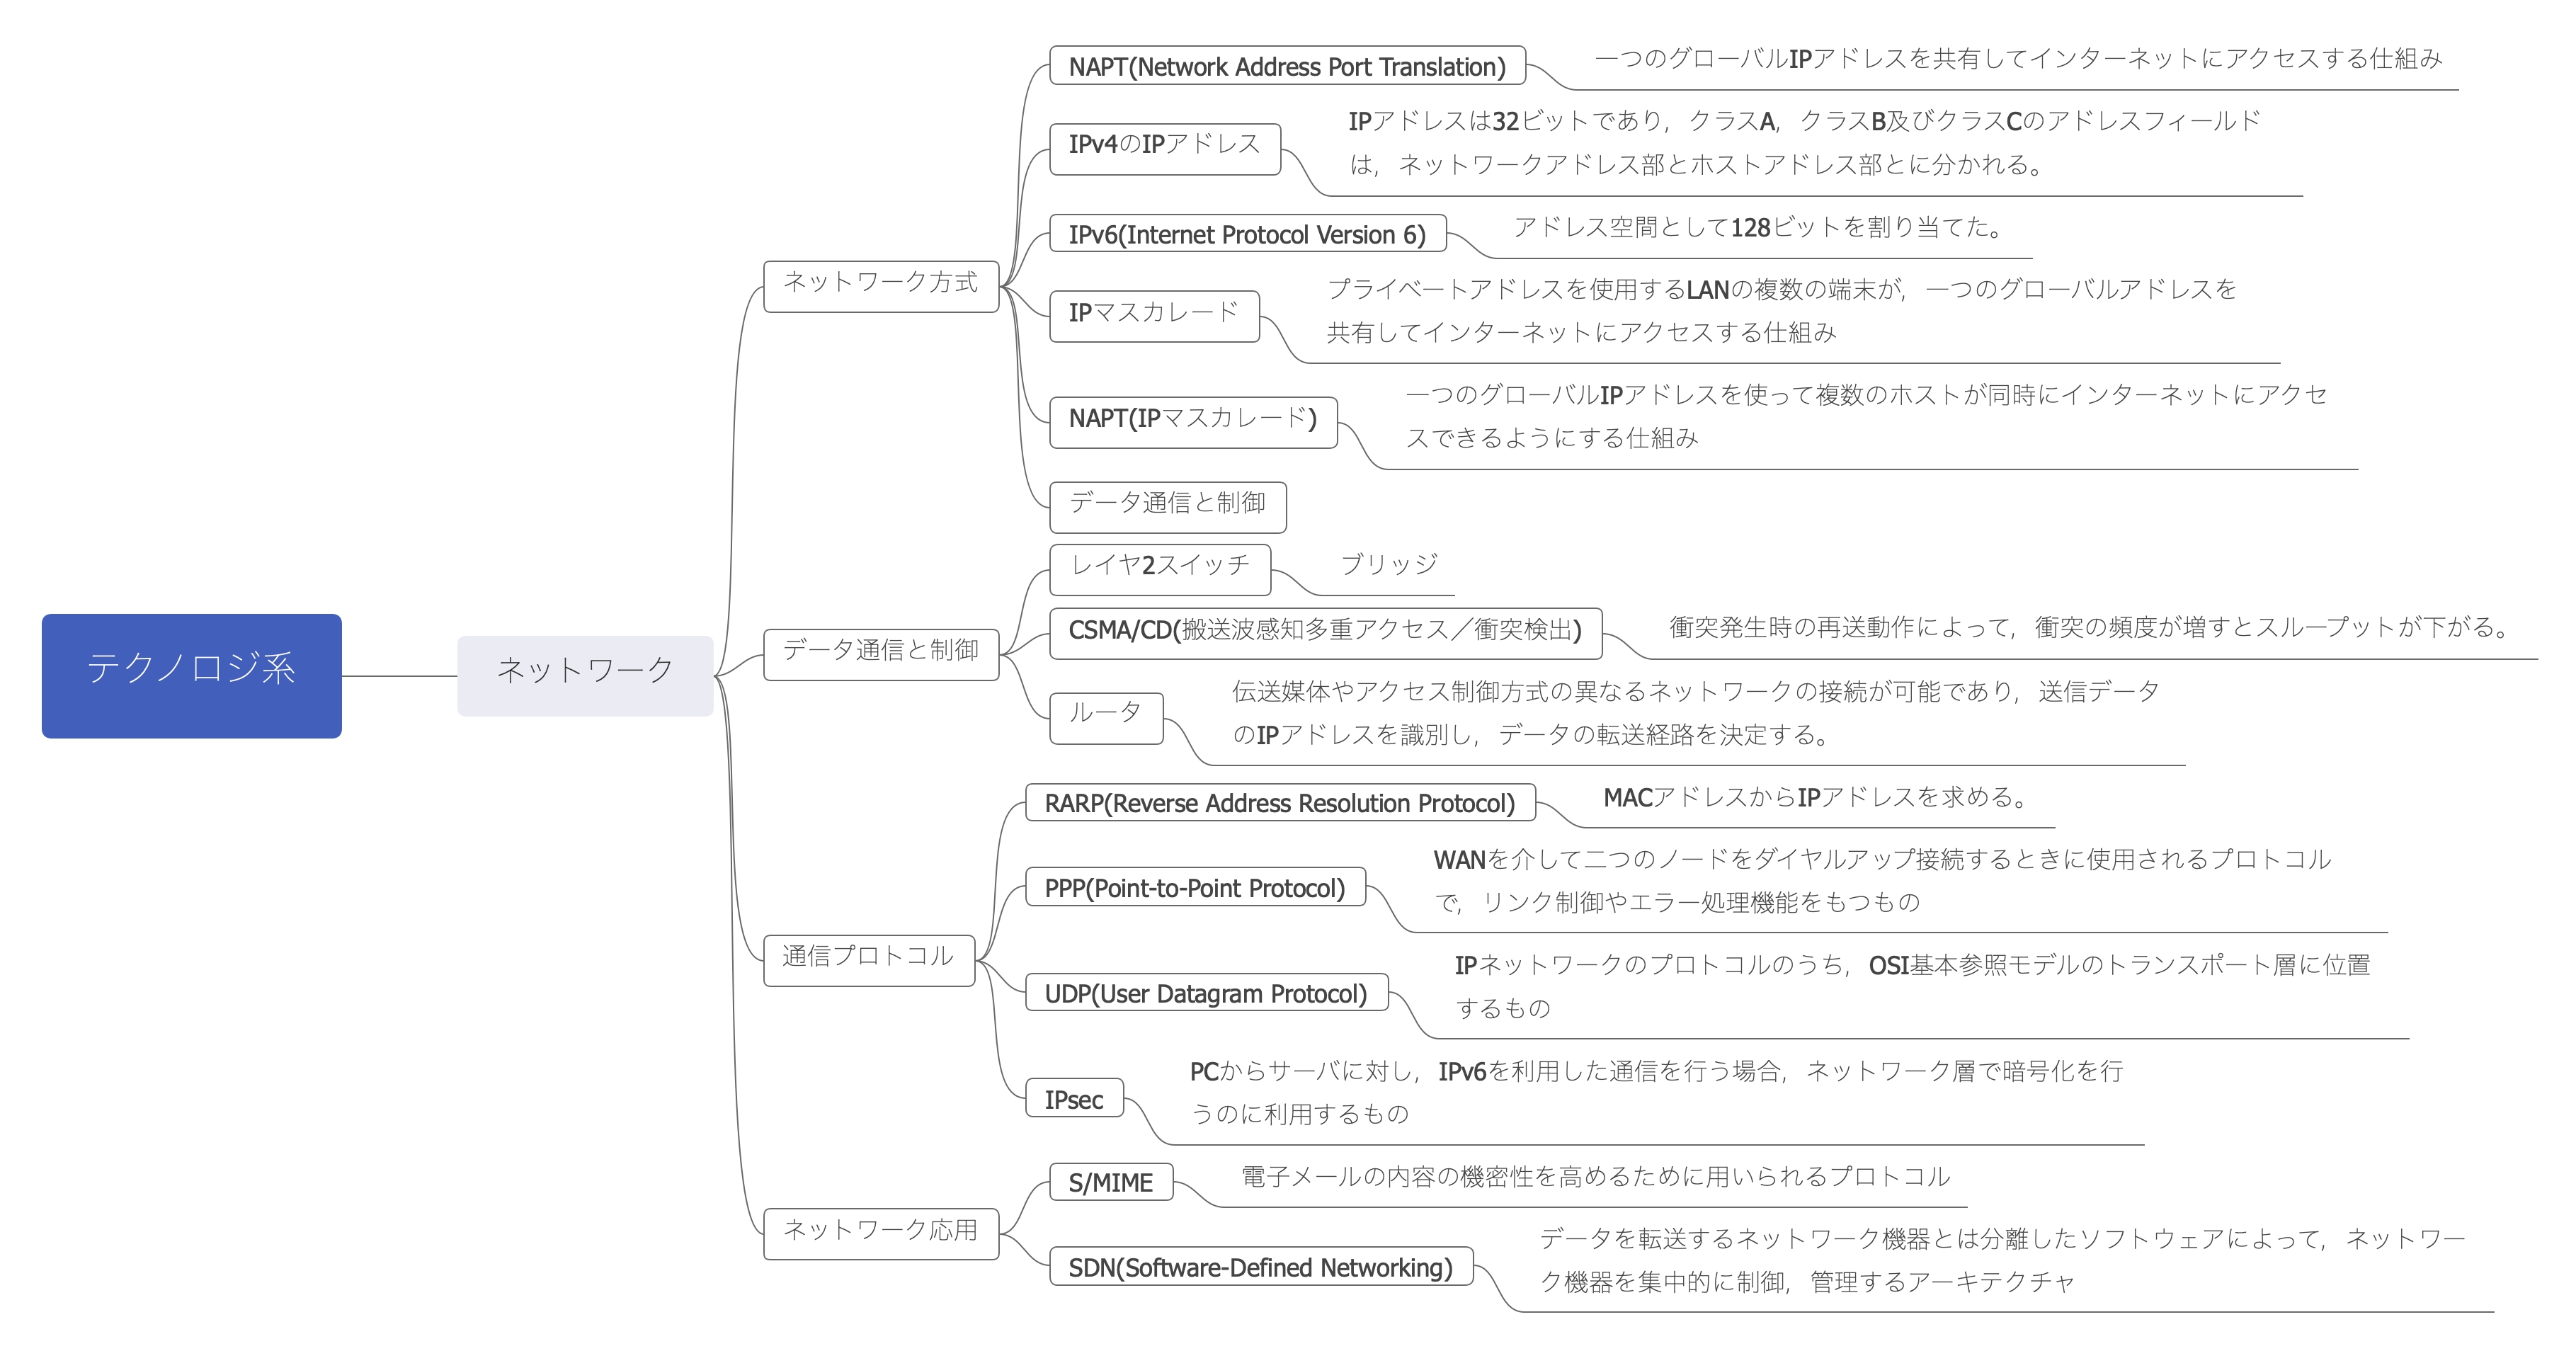 テクノロジ系
ネットワーク
ネットワーク方式
NAPT(Network Address Port Translation)
一つのグローバルIPアドレスを共有してインターネットにアクセスする仕組み
IPv4のIPアドレス
IPアドレスは32ビットであり，クラスA，クラスB及びクラスCのアドレスフィールド
は，ネットワークアドレス部とホストアドレス部とに分かれる。
IPv6(Internet Protocol Version 6)
アドレス空間として128ビットを割り当てた。
IPマスカレード
プライベートアドレスを使用するLANの複数の端末が，一つのグローバルアドレスを
共有してインターネットにアクセスする仕組み
NAPT(IPマスカレード)
一つのグローバルIPアドレスを使って複数のホストが同時にインターネットにアクセ
スできるようにする仕組み
データ通信と制御
データ通信と制御
レイヤ2スイッチ
ブリッジ
CSMA/CD(搬送波感知多重アクセス／衝突検出)
衝突発生時の再送動作によって，衝突の頻度が増すとスループットが下がる。
ルータ
伝送媒体やアクセス制御方式の異なるネットワークの接続が可能であり，送信データ
のIPアドレスを識別し，データの転送経路を決定する。
通信プロトコル
RARP(Reverse Address Resolution Protocol)
MACアドレスからIPアドレスを求める。
PPP(Point-to-Point Protocol)
WANを介して二つのノードをダイヤルアップ接続するときに使用されるプロトコル
で，リンク制御やエラー処理機能をもつもの
UDP(User Datagram Protocol)
IPネットワークのプロトコルのうち，OSI基本参照モデルのトランスポート層に位置
するもの
IPsec
PCからサーバに対し，IPv6を利用した通信を行う場合，ネットワーク層で暗号化を行
うのに利用するもの
ネットワーク応用
S/MIME
電子メールの内容の機密性を高めるために用いられるプロトコル
SDN(Software-Defined Networking)
データを転送するネットワーク機器とは分離したソフトウェアによって，ネットワー
ク機器を集中的に制御，管理するアーキテクチャ